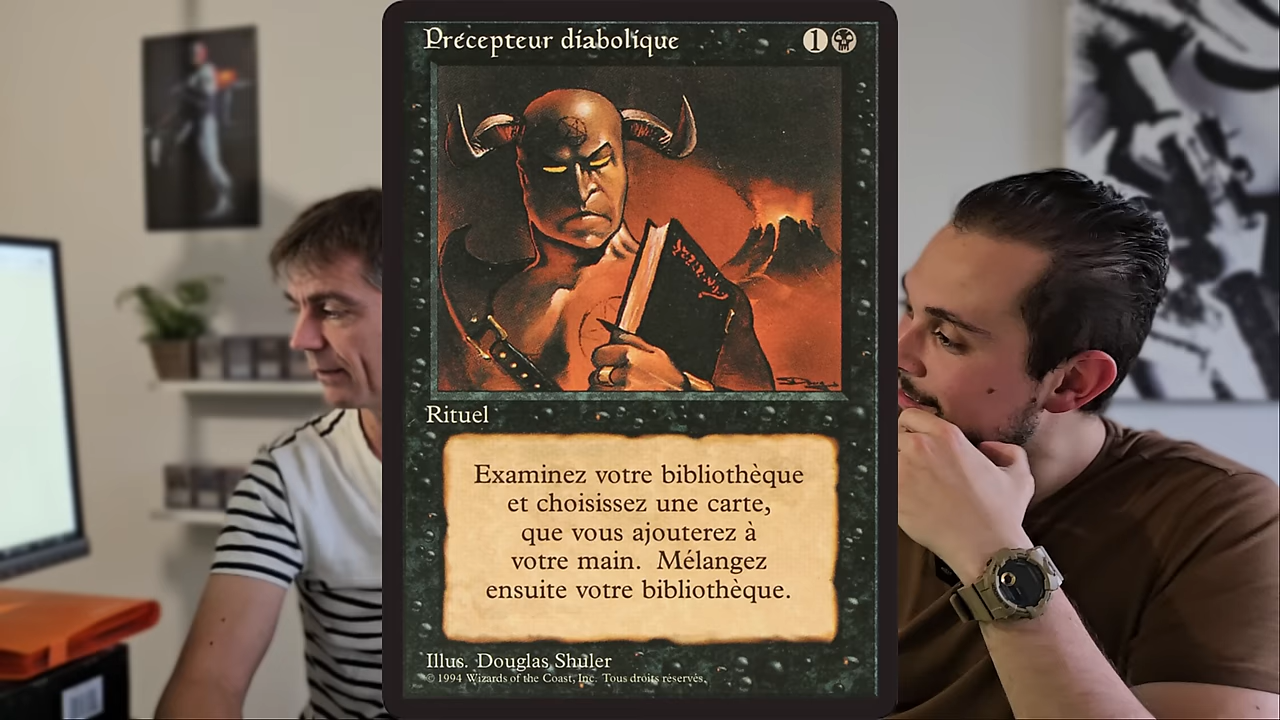 Précepteur diabolique
1
Rituel
Examinez votre bibliothèque
et choisissez une carte,
que vous ajouterez à
votre main. Mélangez
ensuite votre bibliothèque.
Illus. Douglas Shuler
© 1994 Wizards of the Coast, Inc. Tous droits réservés.